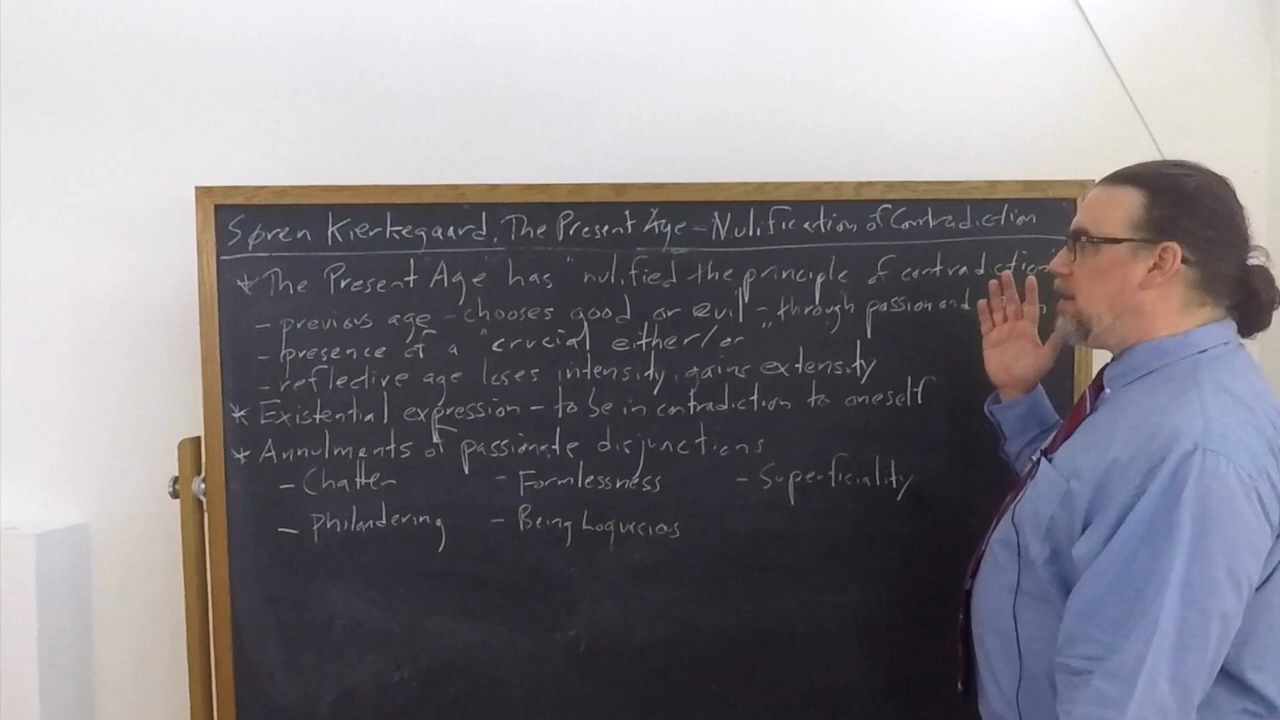 Søren Kierkegaard, The Present Age - Nulification of Contradiction
* The Present Age has "nulified the principle of contradiction
- previous age - chooses good or evil - through passion and
- presence of a "crucial either/or"
- reflective age loses intensity, gains extensity
* Existential expression - to be in contradiction to oneself
* Annulments of passionate disjunctions
- Chatter - Formlessness - Superficiality
- Philandering - Being Loquacious